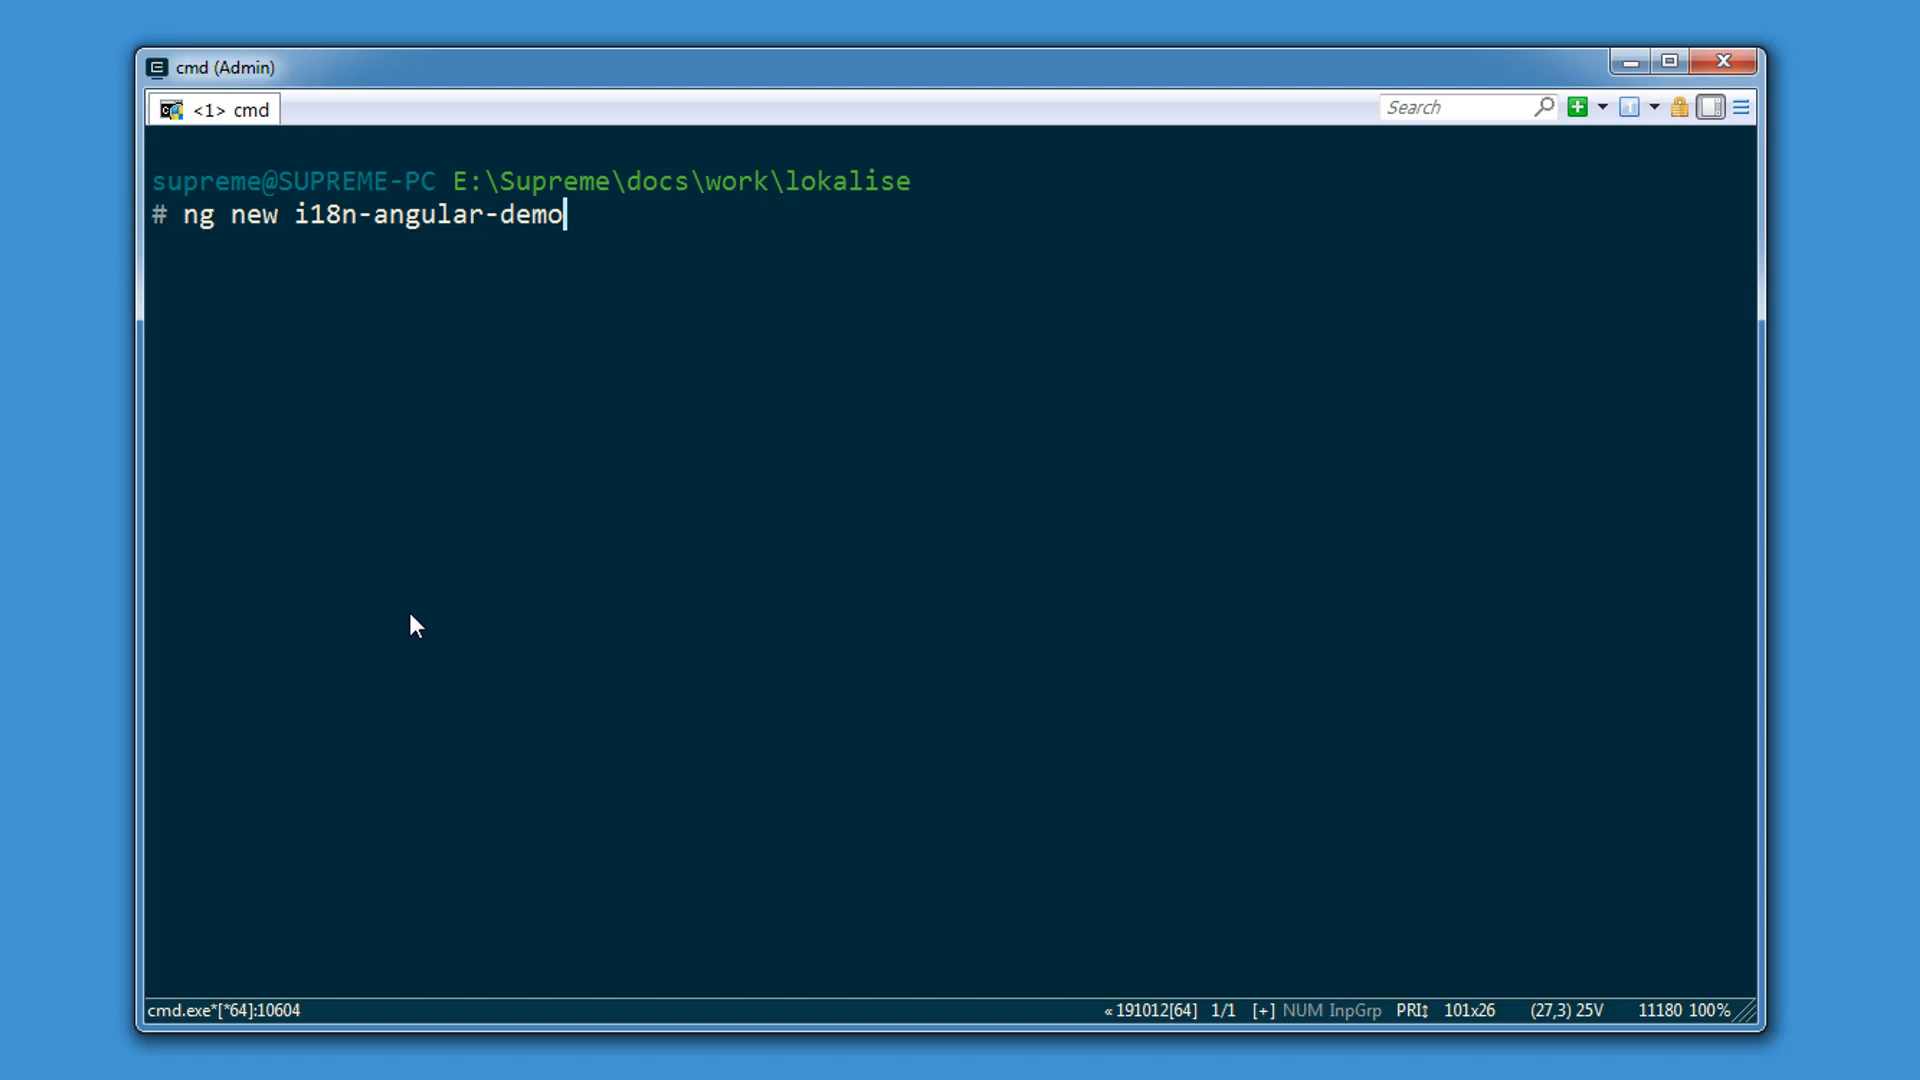 cmd (Admin)
<1> cmd
Search
supreme@SUPREME-PC E:\Supreme\docs\work\lokalise
# ng new i18n-angular-demo
cmd.exe*[*64]:10604 «191012[64] 1/1 [+] NUM InpGrp PRI↕ 101x26 (27,3) 25V 11180 100%